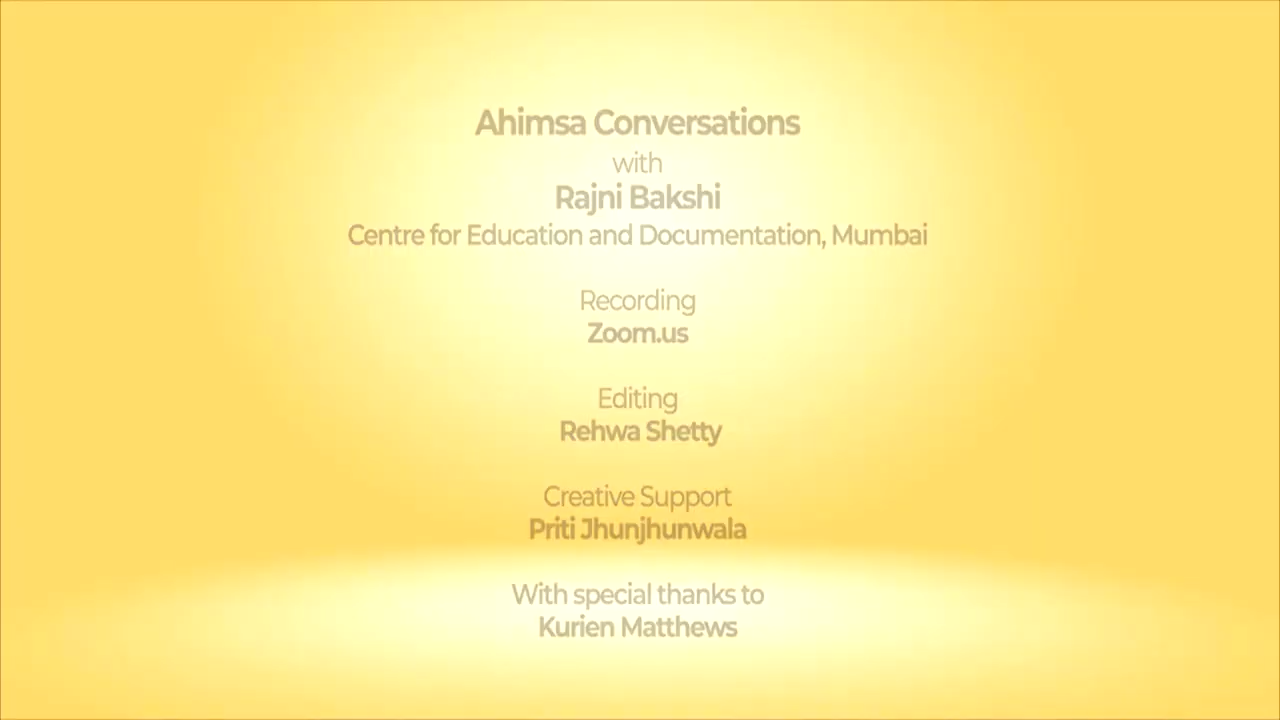 Ahimsa Conversations
with
Rajni Bakshi
Centre for Education and Documentation, Mumbai
Recording
Zoom.us
Editing
Rehwa Shetty
Creative Support
Priti Jhunjhunwala
With special thanks to
Kurien Matthews